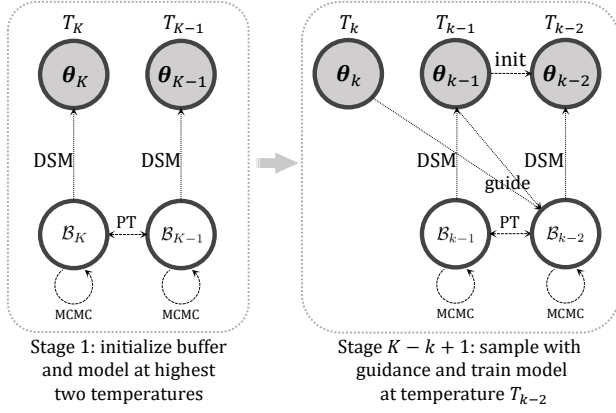 T_K T_{K−1} T_k T_{k−1} T_{k−2}
θ_K θ_{K−1} θ_k θ_{k−1} init θ_{k−2}
DSM DSM DSM DSM
guide
B_K PT B_{K−1} B_{k−1} PT B_{k−2}
MCMC MCMC MCMC MCMC
Stage 1: initialize buffer
and model at highest
two temperatures
Stage K − k + 1: sample with
guidance and train model
at temperature T_{k−2}